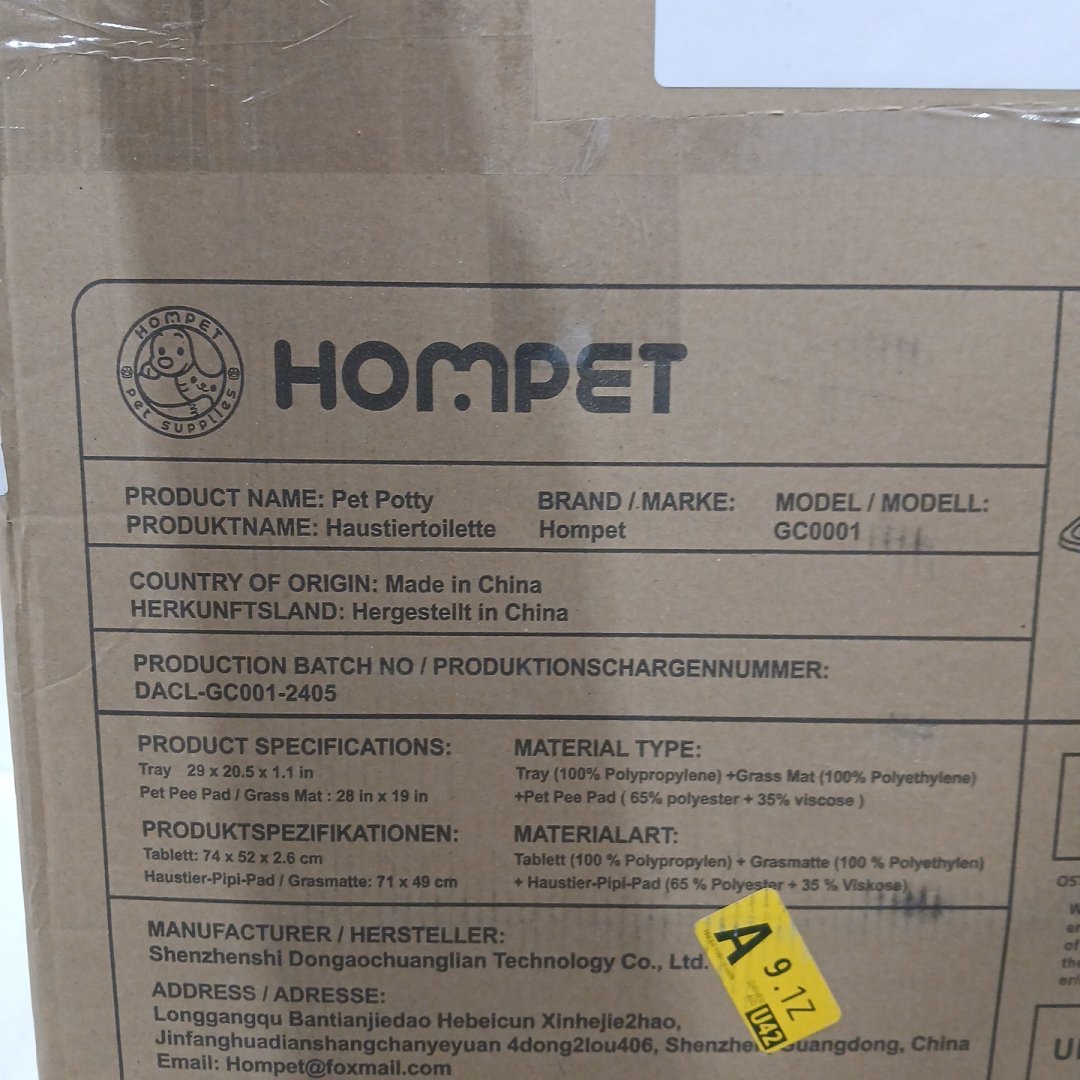 HOMPET
PET SUPPLIES
HOMPET
PRODUCT NAME: Pet Potty
PRODUKTNAME: Haustiertoilette
BRAND / MARKE:
Hompet
MODEL / MODELL:
GC0001
COUNTRY OF ORIGIN: Made in China
HERKUNFTSLAND: Hergestellt in China
PRODUCTION BATCH NO / PRODUKTIONSCHARGENNUMMER:
DACL-GC001-2405
PRODUCT SPECIFICATIONS:
Tray 29 x 20.5 x 1.1 in
Pet Pee Pad / Grass Mat : 28 in x 19 in
PRODUKTSPEZIFIKATIONEN:
Tablett: 74 x 52 x 2.6 cm
Haustier-Pipi-Pad / Grasmatte: 71 x 49 cm
MATERIAL TYPE:
Tray (100% Polypropylene) +Grass Mat (100% Polyethylene)
+Pet Pee Pad ( 65% polyester + 35% viscose )
MATERIALART:
Tablett (100 % Polypropylen) + Grasmatte (100 % Polyethylen)
+ Haustier-Pipi-Pad (65 % Polyester + 35 % Viskose)
MANUFACTURER / HERSTELLER:
Shenzhenshi Dongaochuanglian Technology Co., Ltd.
ADDRESS / ADRESSE:
Longgangqu Bantianjiedao Hebeicun Xinhejie2hao,
Jinfanghuadianshangchanyeyuan 4dong2lou406, Shenzhe uangdong, China
Email: Hompet@foxmail.com
A
9.1Z
U42